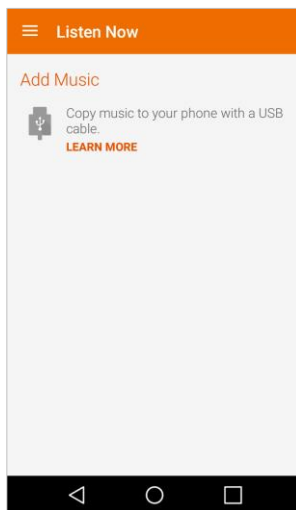 Listen Now
Add Music
Copy music to your phone with a USB
cable.
LEARN MORE